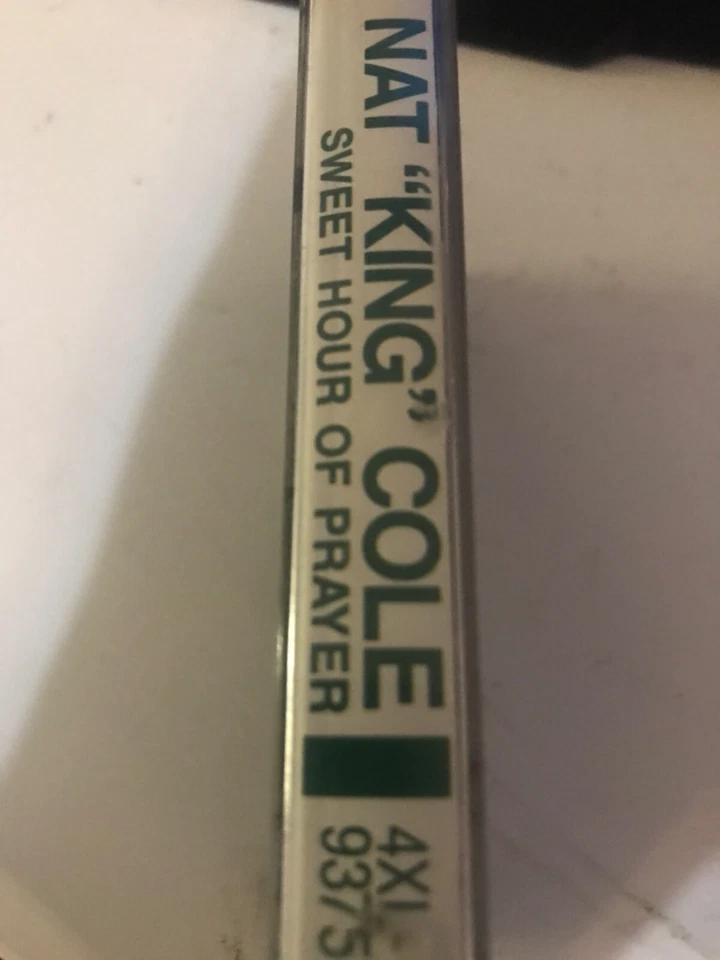 NAT “KING” COLE
SWEET HOUR OF PRAYER
4XL
9375